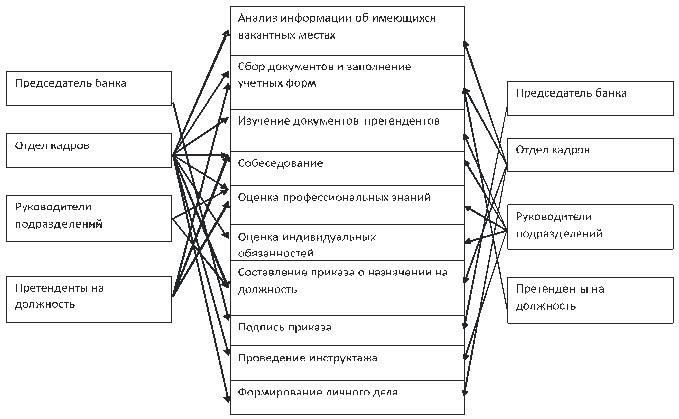 Председатель банка
Отдел кадров
Руководители
подразделений
Претенденты на
должность
Анализ информации об имеющихся
вакантных местах
Сбор документов и заполнение
учетных форм
Изучение документов претендентов
Собеседование
Оценка профессиональных знаний
Оценка индивидуальных
обязанностей
Составление приказа о назначении на
должность
Подпись приказа
Проведение инструктажа
Формирование личного дела
Председатель банка
Отдел кадров
Руководители
подразделений
Претенденты на
должность